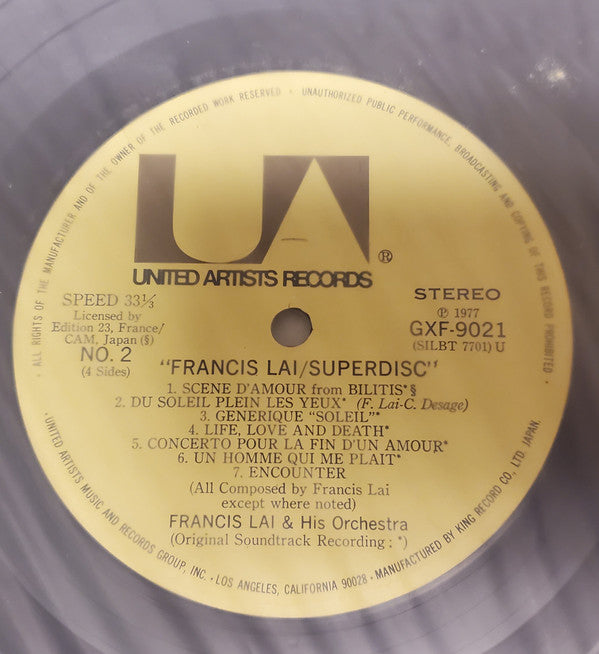 UA ®
UNITED ARTISTS RECORDS
SPEED 33⅓
Licensed by
Edition 23, France/
CAM, Japan (§)
NO. 2
(4 Sides)
STEREO
Ⓟ 1977
GXF-9021
(SILBT 7701) U
"FRANCIS LAI/SUPERDISC"
1. SCENE D'AMOUR from BILITIS*§
2. DU SOLEIL PLEIN LES YEUX* (F. Lai-C. Desage)
3. GENERIQUE "SOLEIL"*
4. LIFE, LOVE AND DEATH*
5. CONCERTO POUR LA FIN D'UN AMOUR*
6. UN HOMME QUI ME PLAIT*
7. ENCOUNTER
(All Composed by Francis Lai
except where noted)
FRANCIS LAI & His Orchestra
(Original Soundtrack Recording : *)
• ALL RIGHTS OF THE MANUFACTURER AND OF THE OWNER OF THE RECORDED WORK RESERVED • UNAUTHORIZED PUBLIC PERFORMANCE, BROADCASTING AND COPYING OF THIS RECORD PROHIBITED •
• UNITED ARTISTS MUSIC AND RECORDS GROUP, INC. • LOS ANGELES, CALIFORNIA 90028 • MANUFACTURED BY KING RECORD CO., LTD. JAPAN.